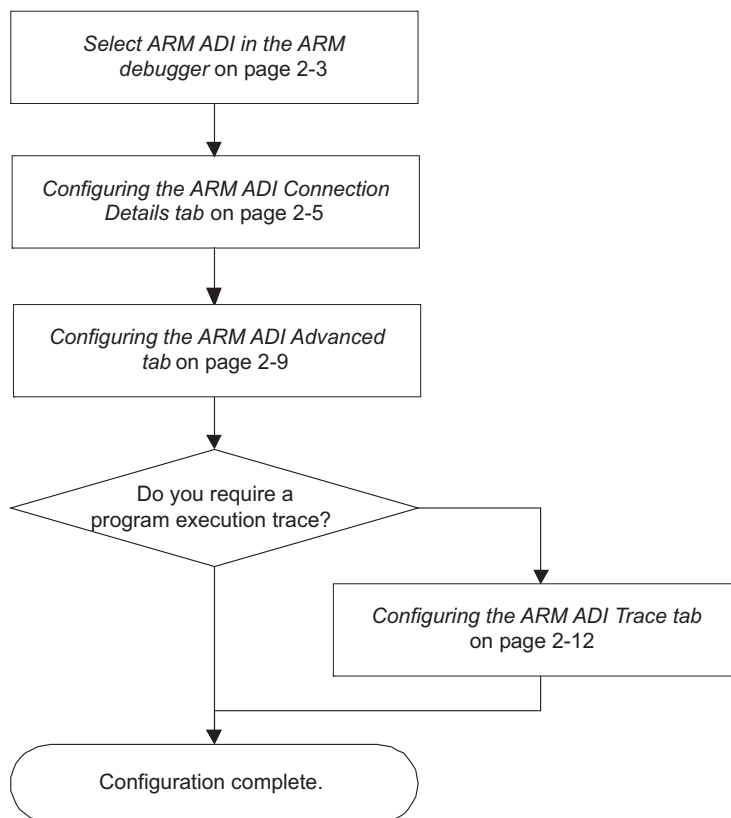 Select ARM ADI in the ARM
debugger on page 2-3
Configuring the ARM ADI Connection
Details tab on page 2-5
Configuring the ARM ADI Advanced
tab on page 2-9
Do you require a
program execution trace?
Configuring the ARM ADI Trace tab
on page 2-12
Configuration complete.